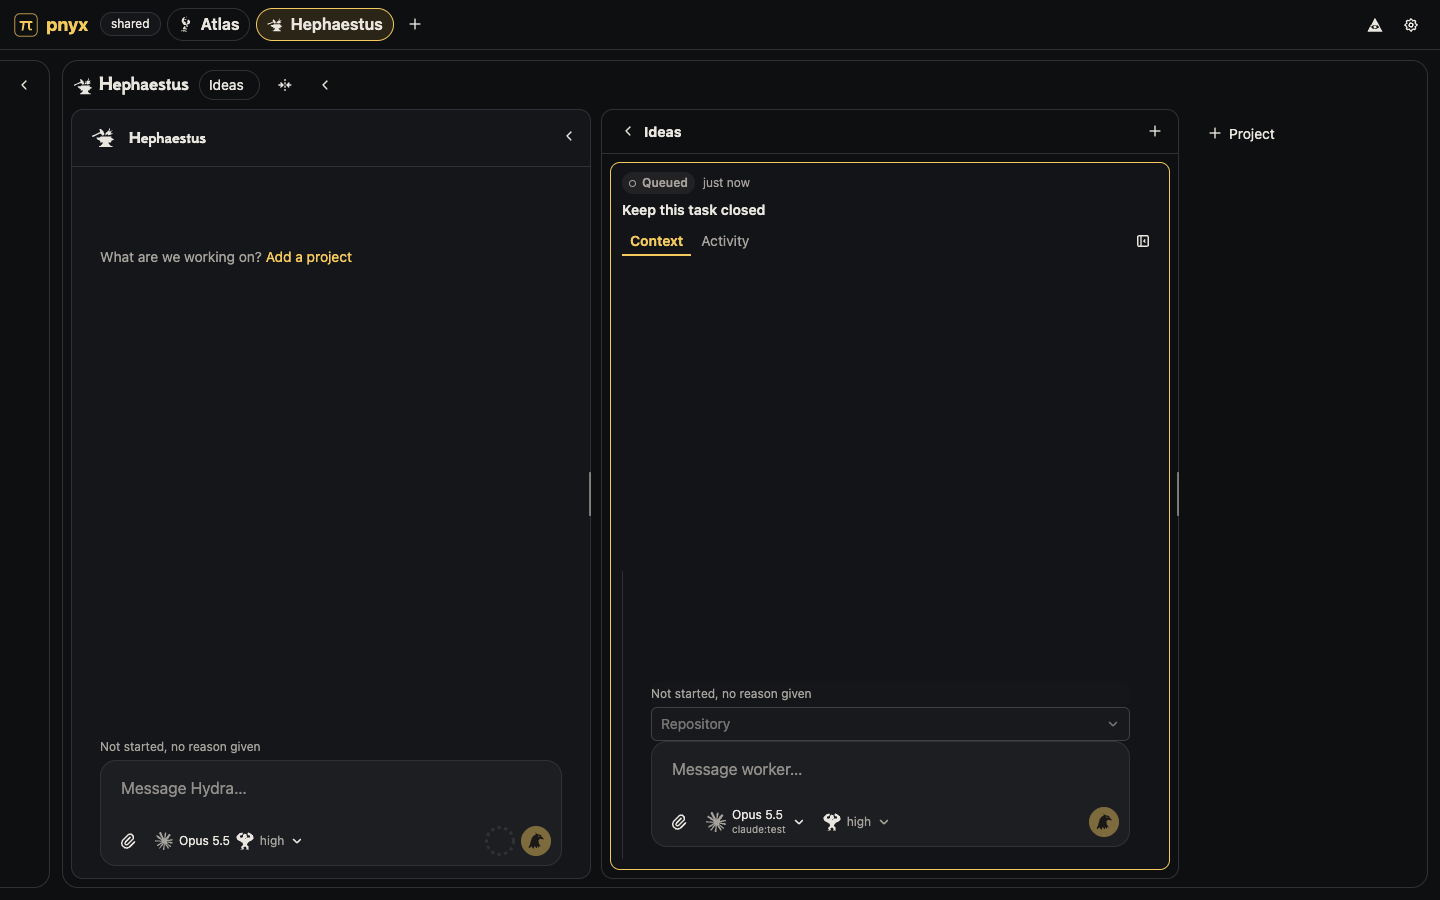 π pnyx shared Atlas Hephaestus
Hephaestus Ideas
Hephaestus
Ideas
Project
Queued just now
Keep this task closed
Context Activity
What are we working on? Add a project
Not started, no reason given
Repository
Not started, no reason given
Message worker...
Message Hydra...
Opus 5.5 high
Opus 5.5
claude:test
high